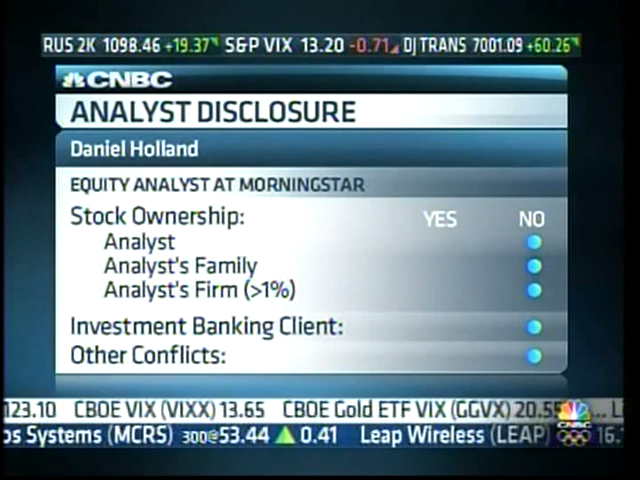 RUS 2K 1098.46 +19.37 S&P VIX 13.20 -0.71 DJ TRANS 7001.09 +60.26
CNBC
ANALYST DISCLOSURE
Daniel Holland
EQUITY ANALYST AT MORNINGSTAR
Stock Ownership: YES NO
Analyst
Analyst's Family
Analyst's Firm (>1%)
Investment Banking Client:
Other Conflicts:
123.10 CBOE VIX (VIXX) 13.65 CBOE Gold ETF VIX (GGVX) 20.55
CNBC
os Systems (MCRS) 300@53.44 0.41 Leap Wireless (LEAP) 16.